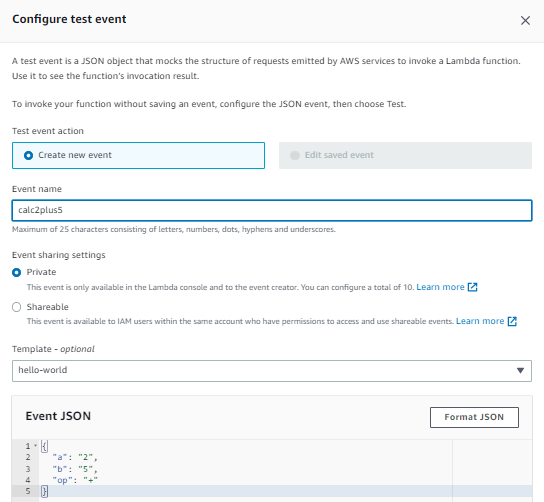 Configure test event
A test event is a JSON object that mocks the structure of requests emitted by AWS services to invoke a Lambda function.
Use it to see the function's invocation result.
To invoke your function without saving an event, configure the JSON event, then choose Test.
Test event action
Create new event
Edit saved event
Event name
calc2plus5
Maximum of 25 characters consisting of letters, numbers, dots, hyphens and underscores.
Event sharing settings
Private
This event is only available in the Lambda console and to the event creator. You can configure a total of 10. Learn more
Shareable
This event is available to IAM users within the same account who have permissions to access and use shareable events. Learn more
Template - optional
hello-world
Event JSON
Format JSON
1 {
2 "a": "2",
3 "b": "5",
4 "op": "+"
5 }